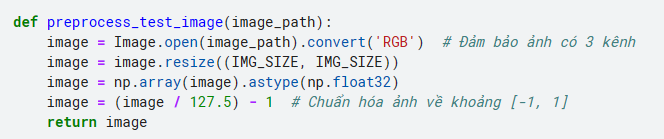 def preprocess_test_image(image_path):
    image = Image.open(image_path).convert('RGB')  # Đảm bảo ảnh có 3 kênh
    image = image.resize((IMG_SIZE, IMG_SIZE))
    image = np.array(image).astype(np.float32)
    image = (image / 127.5) - 1  # Chuẩn hóa ảnh về khoảng [-1, 1]
    return image